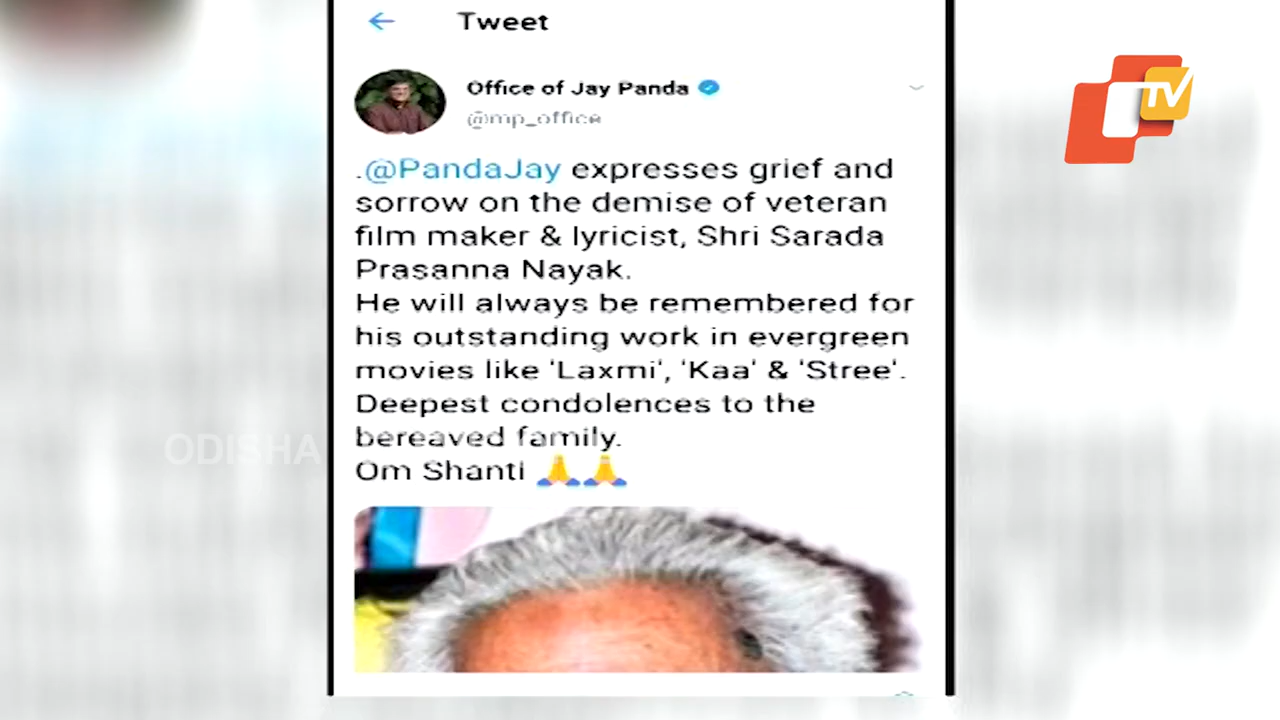 Tweet
Office of Jay Panda
@mp_office
.@PandaJay expresses grief and
sorrow on the demise of veteran
film maker & lyricist, Shri Sarada
Prasanna Nayak.
He will always be remembered for
his outstanding work in evergreen
movies like 'Laxmi', 'Kaa' & 'Stree'.
Deepest condolences to the
bereaved family.
Om Shanti 🙏🙏
TV
ODISHA